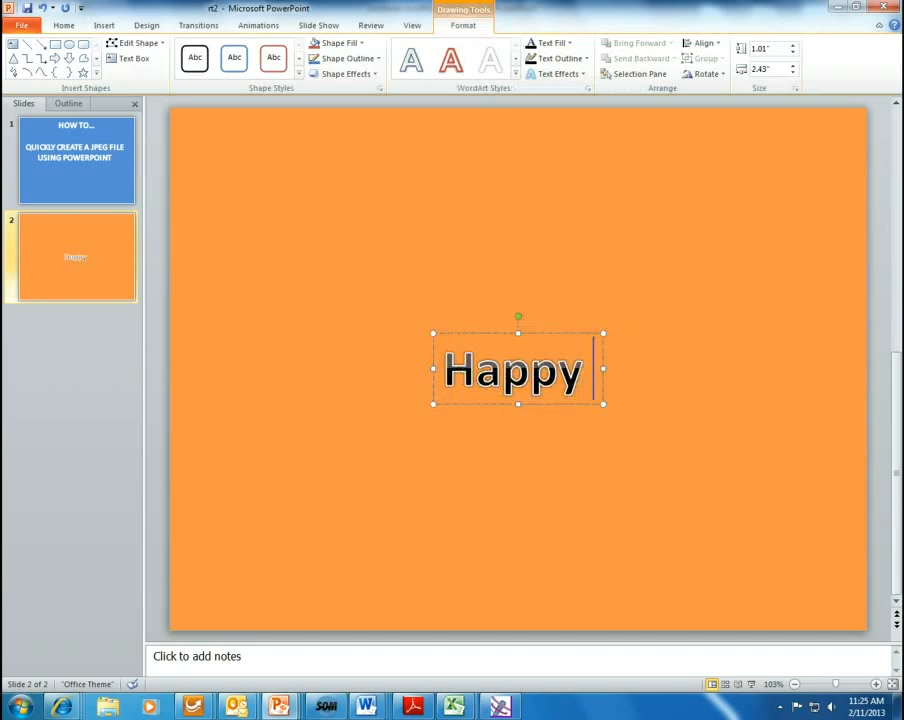 rt2 - Microsoft PowerPoint
Drawing Tools
File Home Insert Design Transitions Animations Slide Show Review View Format
Edit Shape
Text Box
Insert Shapes
Abc Abc Abc
Shape Fill
Shape Outline
Shape Effects
Shape Styles
A A A
Text Fill
Text Outline
Text Effects
WordArt Styles
Bring Forward
Send Backward
Selection Pane
Align
Group
Rotate
Arrange
1.01"
2.43"
Size
Slides Outline
1
HOW TO...
QUICKLY CREATE A JPEG FILE
USING POWERPOINT
2
Happy
Happy
Click to add notes
Slide 2 of 2 "Office Theme" 103%
SOM
11:25 AM
2/11/2013